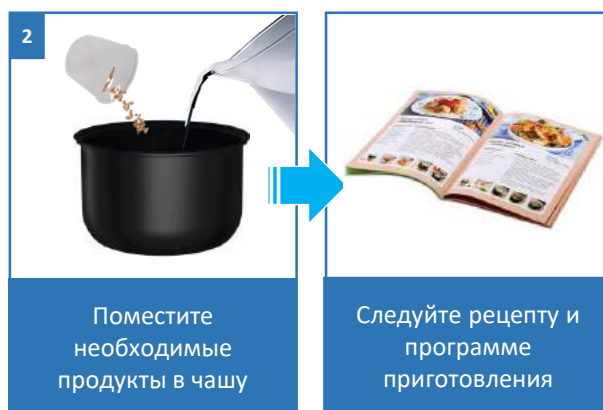 2
Поместите
необходимые
продукты в чашу
Следуйте рецепту и
программе
приготовления